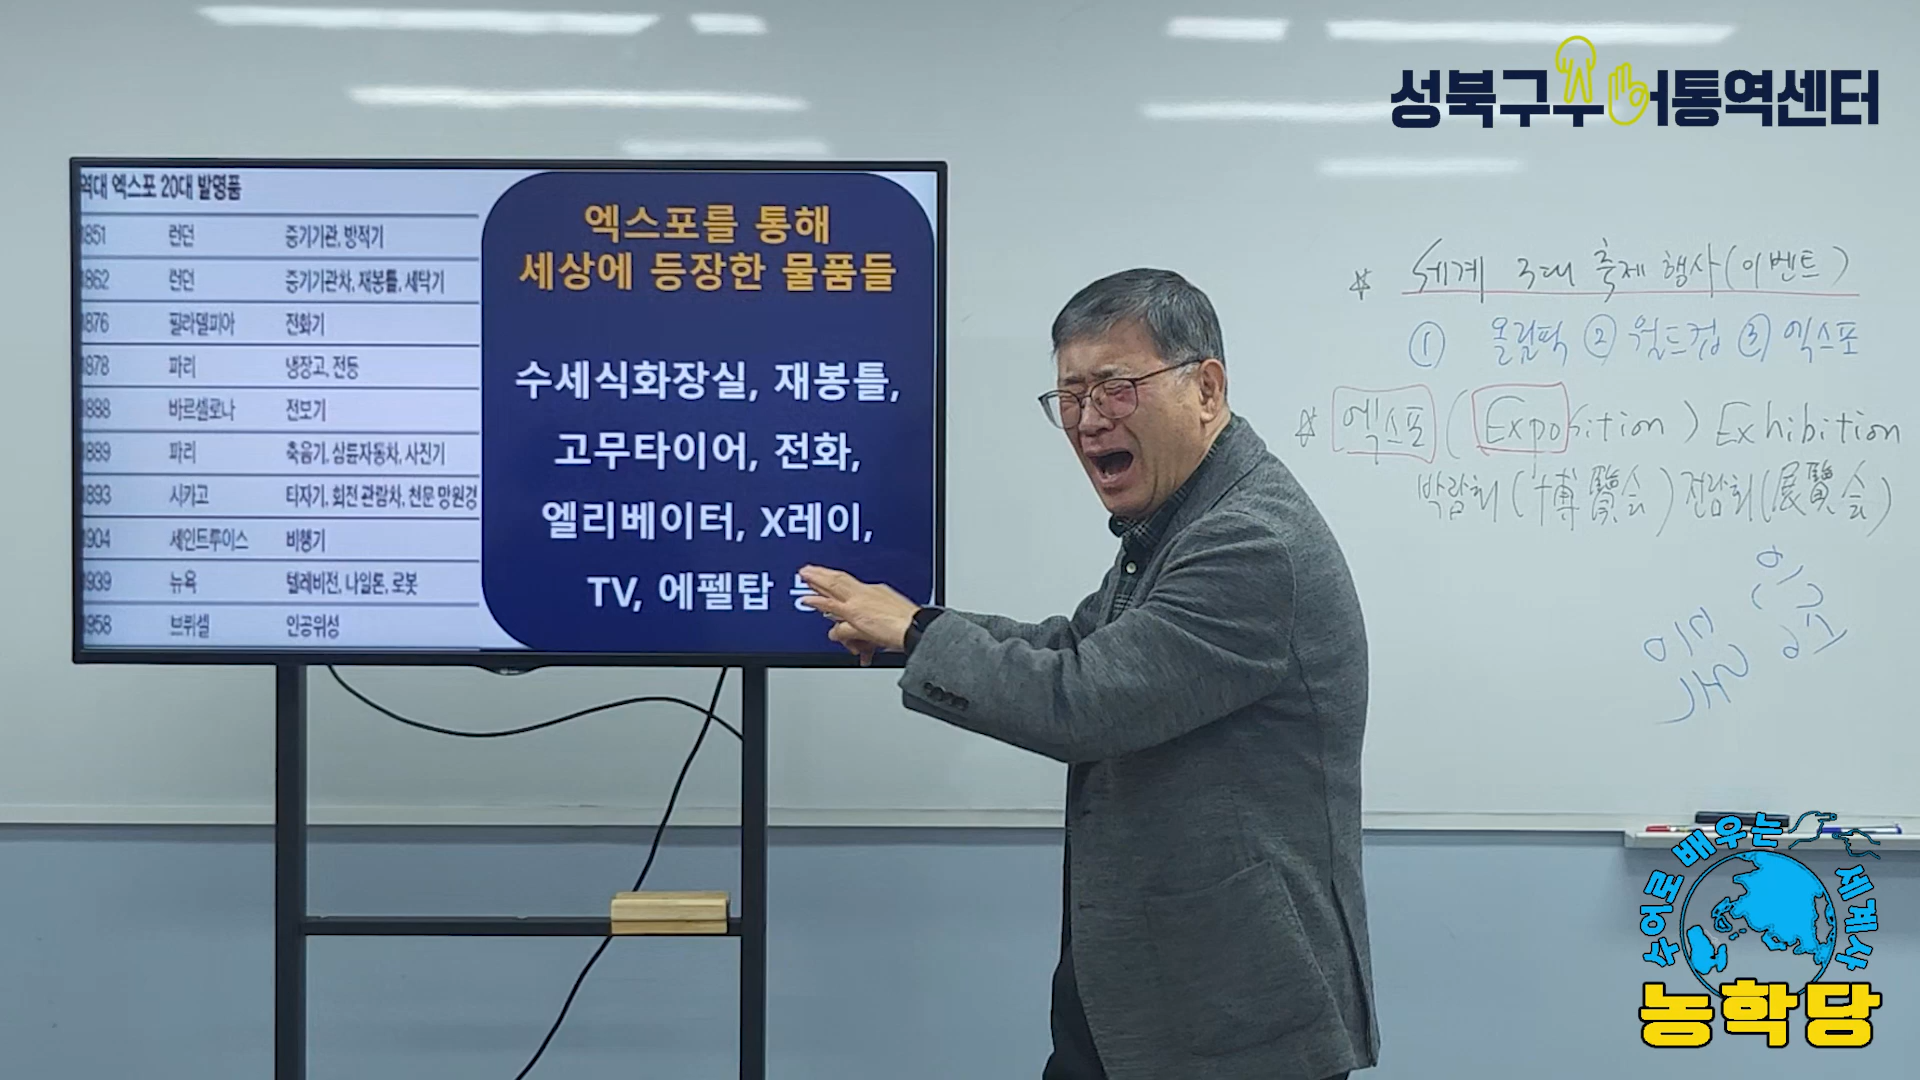 성북구수어통역센터
역대 엑스포 20대 발명품
1851 런던 증기기관, 방적기
1862 런던 증기기관차, 재봉틀, 세탁기
1876 필라델피아 전화기
1878 파리 냉장고, 전등
1888 바르셀로나 전보기
1889 파리 축음기, 삼륜자동차, 사진기
1893 시카고 타자기, 회전 관람차, 천문 망원경
1904 세인트루이스 비행기
1939 뉴욕 텔레비전, 나일론, 로봇
1958 브뤼셀 인공위성
엑스포를 통해
세상에 등장한 물품들
수세식화장실, 재봉틀,
고무타이어, 전화,
엘리베이터, X레이,
TV, 에펠탑 등
☆ 세계 3대 축제 행사(이벤트)
① 올림픽 ② 월드컵 ③ 엑스포
☆ 엑스포 (Exposition) Exhibition
박람회(博覽会) 전람회(展覽会)
수어로 배우는 세계사
농학당